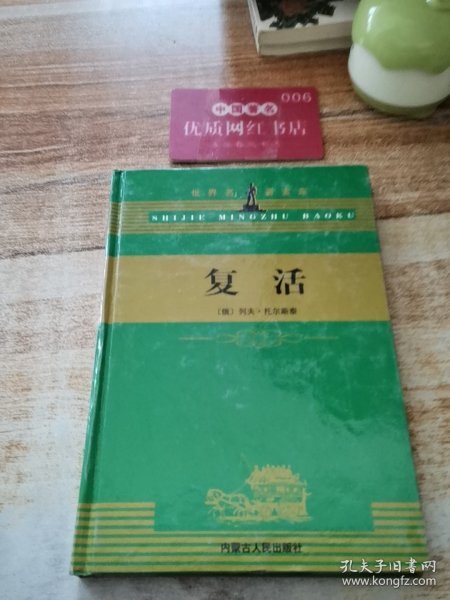 006
中国著名
优质网红书店
世界名著宝库
SHIJIE MINGZHU BAOKU
复活
〔俄〕列夫·托尔斯泰
内蒙古人民出版社
孔夫子旧书网
www.kongfz.com